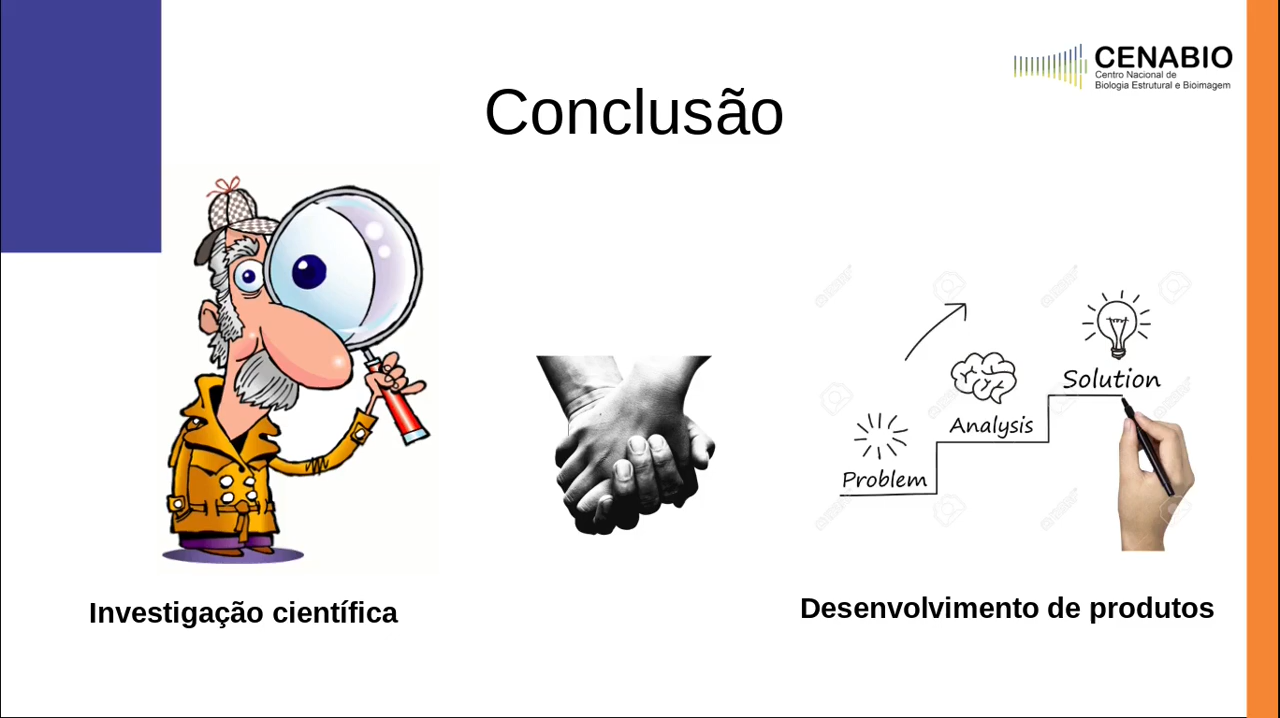 CENABIO
Centro Nacional de
Biologia Estrutural e Bioimagem
Conclusão
Solution
Analysis
Problem
Investigação científica
Desenvolvimento de produtos